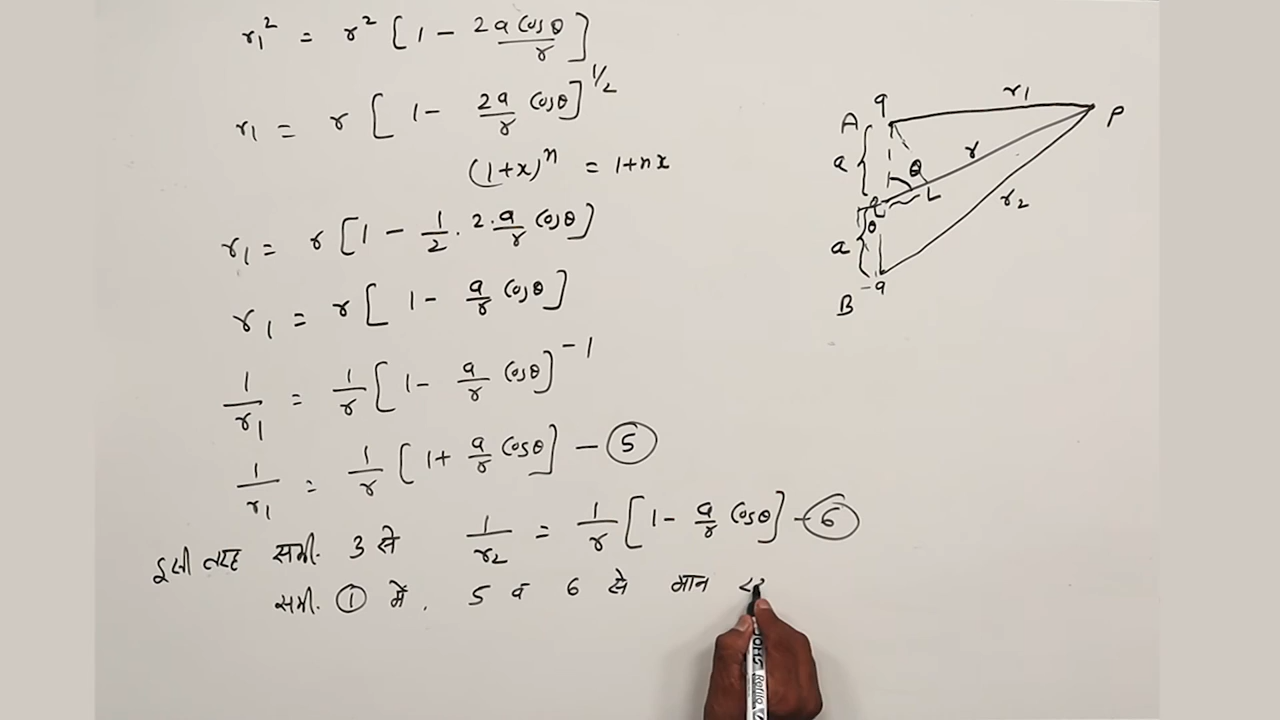 r₁² = r² [1 - 2a cosθ/r]
r₁ = r [1 - 2a/r cosθ]^1/2
(1+x)ⁿ = 1+nx
r₁ = r [1 - 1/2 . 2 . a/r cosθ]
r₁ = r [1 - a/r cosθ]
1/r₁ = 1/r [1 - a/r cosθ]⁻¹
1/r₁ = 1/r [1 + a/r cosθ] - ⑤
इसी तरह समी. 3 से 1/r₂ = 1/r [1 - a/r cosθ] - ⑥
समी. ① में . 5 व 6 से मान
r₁
q
A
P
a
r
θ
L
r₂
a
θ
-q
B
JOHS
Refilo